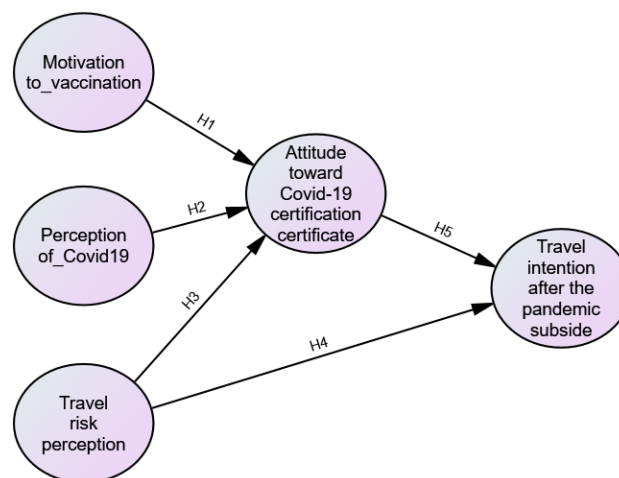 Motivation
to_vaccination
H1
Attitude
toward
Covid-19
certification
certificate
Perception
of_Covid19
H2
H5
Travel
intention
after the
pandemic
subside
H3
H4
Travel
risk
perception